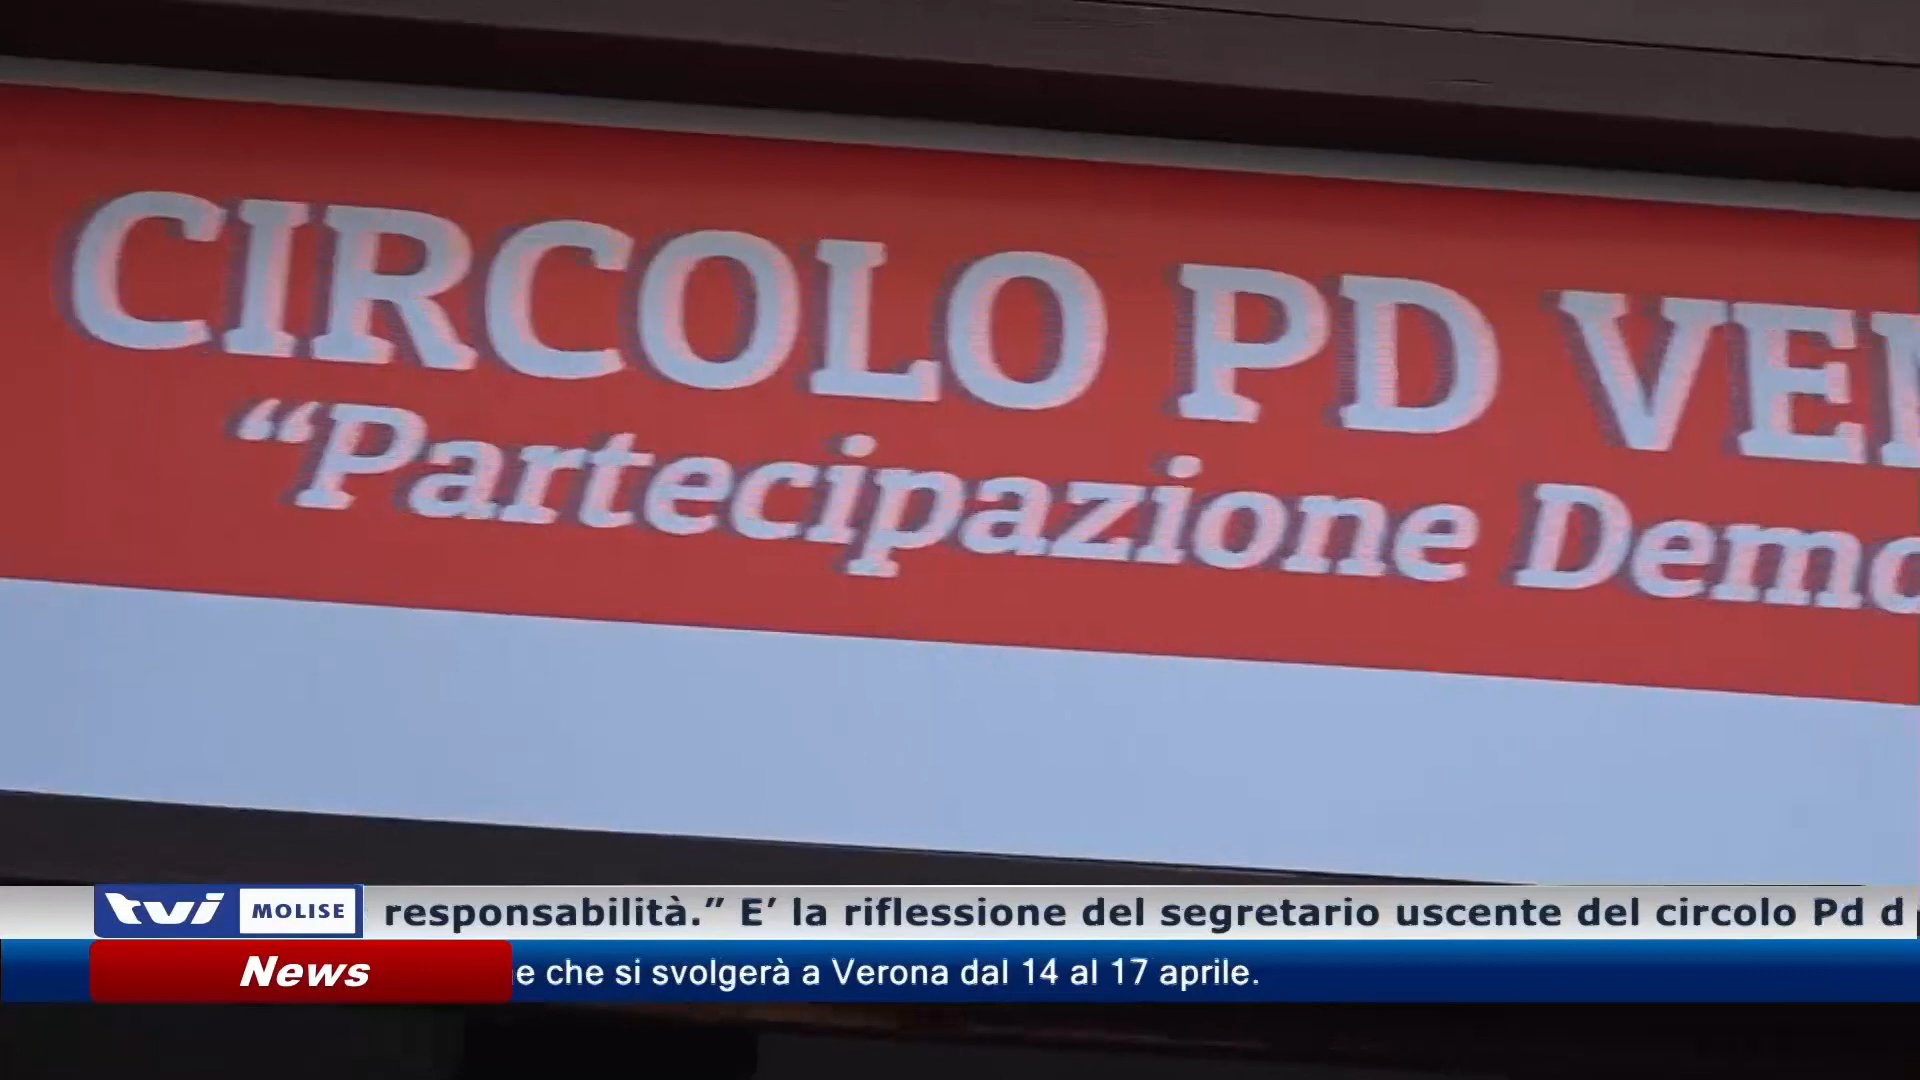 CIRCOLO PD VEN
“Partecipazione Demo
tvi MOLISE
responsabilità.” E’ la riflessione del segretario uscente del circolo Pd d
News
e che si svolgerà a Verona dal 14 al 17 aprile.